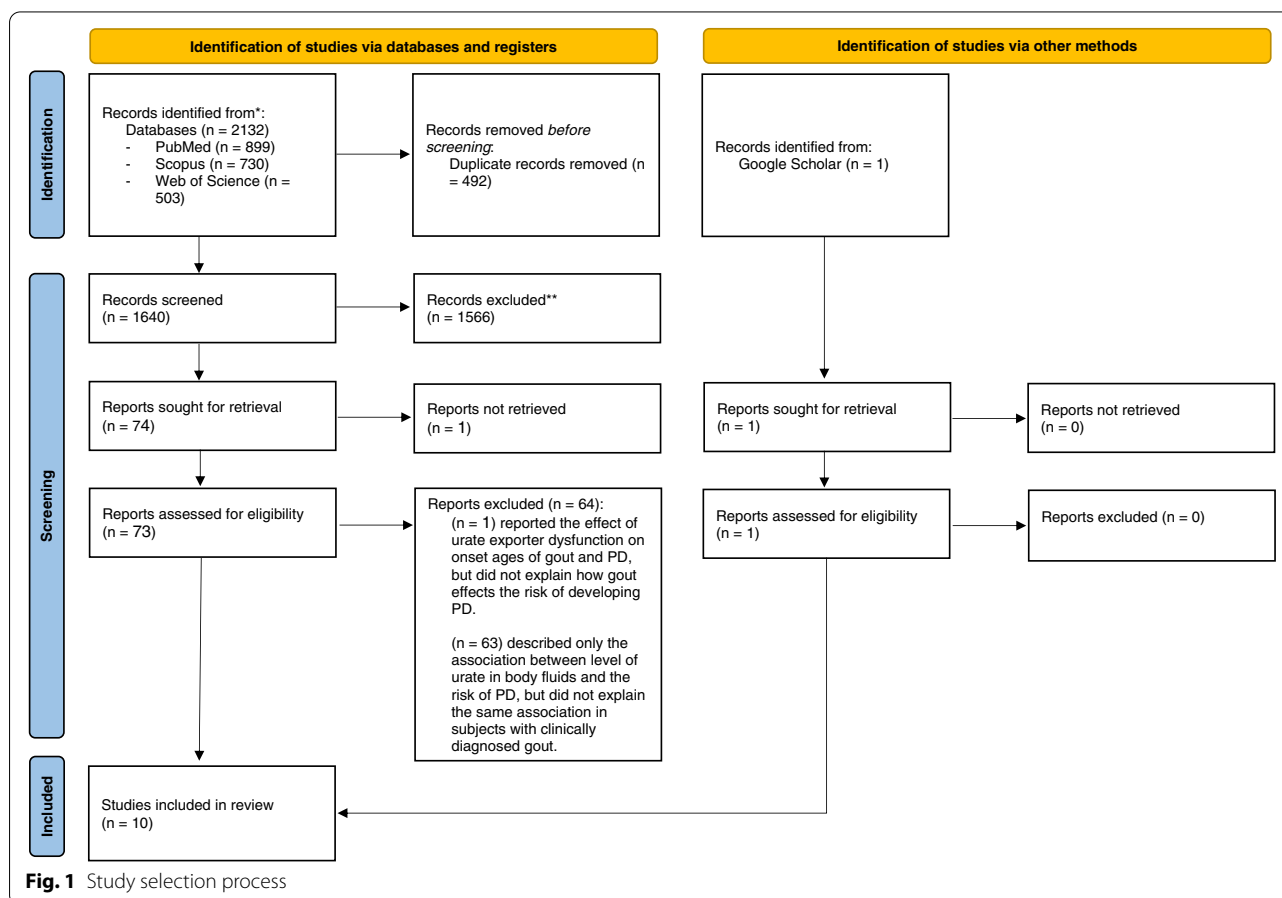 Identification of studies via databases and registers
Identification of studies via other methods
Identification
Records identified from*:
Databases (n = 2132)
- PubMed (n = 899)
- Scopus (n = 730)
- Web of Science (n =
503)
Records removed before
screening:
Duplicate records removed (n
= 492)
Records identified from:
Google Scholar (n = 1)
Screening
Records screened
(n = 1640)
Records excluded**
(n = 1566)
Reports sought for retrieval
(n = 74)
Reports not retrieved
(n = 1)
Reports sought for retrieval
(n = 1)
Reports not retrieved
(n = 0)
Reports assessed for eligibility
(n = 73)
Reports excluded (n = 64):
(n = 1) reported the effect of
urate exporter dysfunction on
onset ages of gout and PD,
but did not explain how gout
effects the risk of developing
PD.
(n = 63) described only the
association between level of
urate in body fluids and the
risk of PD, but did not explain
the same association in
subjects with clinically
diagnosed gout.
Reports assessed for eligibility
(n = 1)
Reports excluded (n = 0)
Included
Studies included in review
(n = 10)
Fig. 1 Study selection process